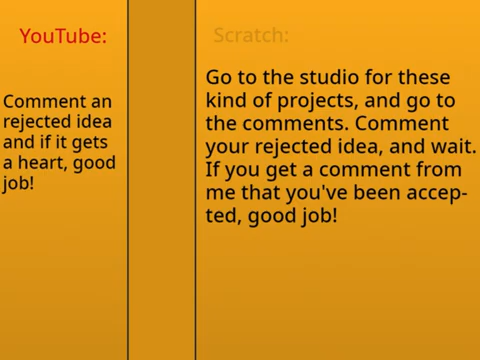 YouTube:
Comment an
rejected idea
and if it gets
a heart, good
job!
Scratch:
Go to the studio for these
kind of projects, and go to
the comments. Comment
your rejected idea, and wait.
If you get a comment from
me that you've been accep-
ted, good job!